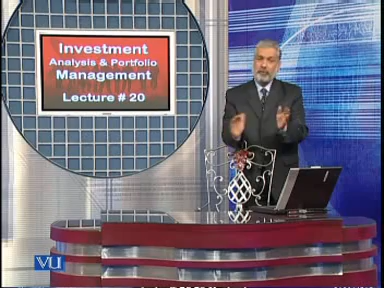 Investment
Analysis & Portfolio
Management
Lecture # 20
VU